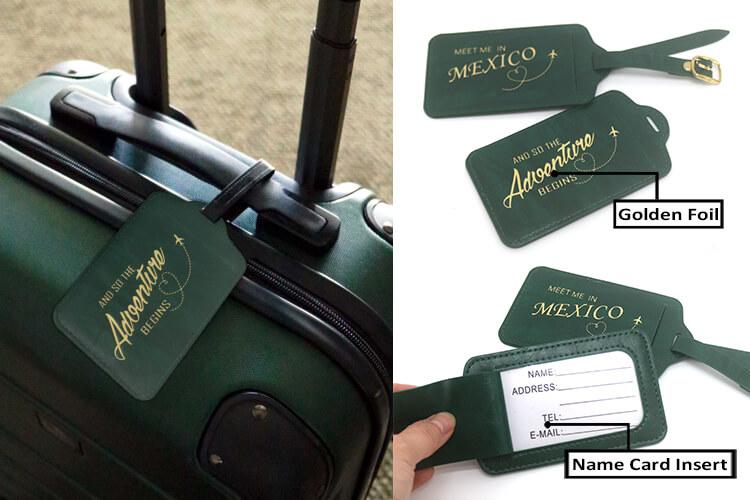 AND SO THE
Adventure
BEGINS
MEET ME IN
MEXICO
AND SO THE
Adventure
BEGINS
Golden Foil
MEET ME IN
MEXICO
NAME:
ADDRESS:
TEL:
E-MAIL:
Name Card Insert